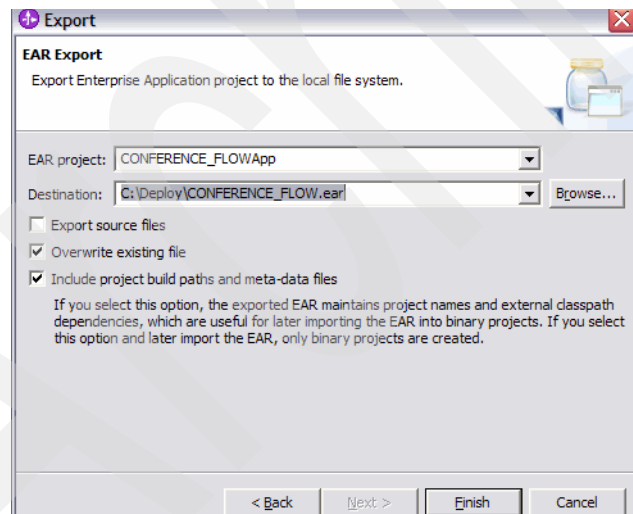 Export
EAR Export
Export Enterprise Application project to the local file system.
EAR project: CONFERENCE_FLOWApp
Destination: C:\Deploy\CONFERENCE_FLOW.ear Browse...
Export source files
Overwrite existing file
Include project build paths and meta-data files
If you select this option, the exported EAR maintains project names and external classpath
dependencies, which are useful for later importing the EAR into binary projects. If you select
this option and later import the EAR, only binary projects are created.
< Back Next > Finish Cancel